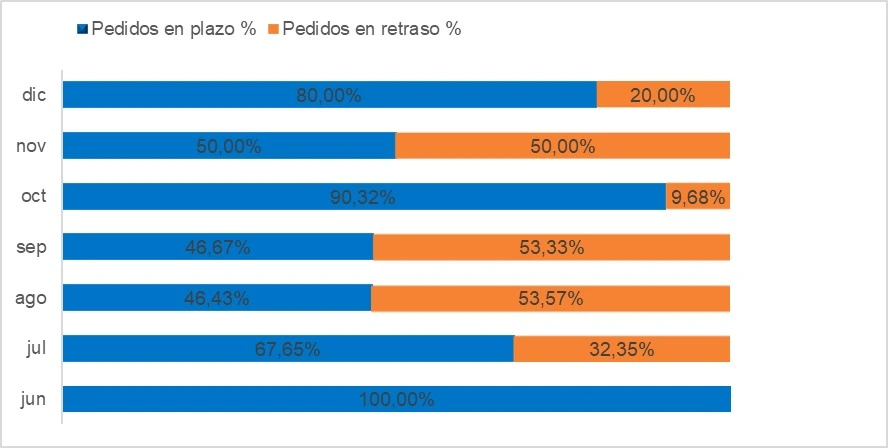 Pedidos en plazo % Pedidos en retraso %
dic 80,00% 20,00%
nov 50,00% 50,00%
oct 90,32% 9,68%
sep 46,67% 53,33%
ago 46,43% 53,57%
jul 67,65% 32,35%
jun 100,00%